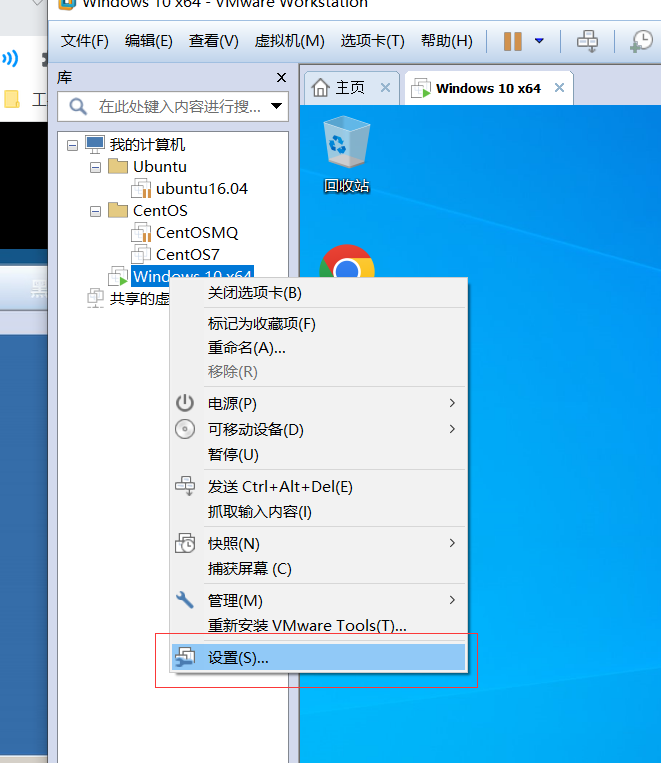 Windows 10 x64 - VMware Workstation
文件(F) 编辑(E) 查看(V) 虚拟机(M) 选项卡(T) 帮助(H)
库
在此处键入内容进行搜...
主页
Windows 10 x64
我的计算机
Ubuntu
ubuntu16.04
CentOS
CentOSMQ
CentOS7
Windows 10 x64
共享的虚
回收站
关闭选项卡(B)
标记为收藏项(F)
重命名(A)...
移除(R)
电源(P)
可移动设备(D)
暂停(U)
发送 Ctrl+Alt+Del(E)
抓取输入内容(I)
快照(N)
捕获屏幕 (C)
管理(M)
重新安装 VMware Tools(T)...
设置(S)...
工